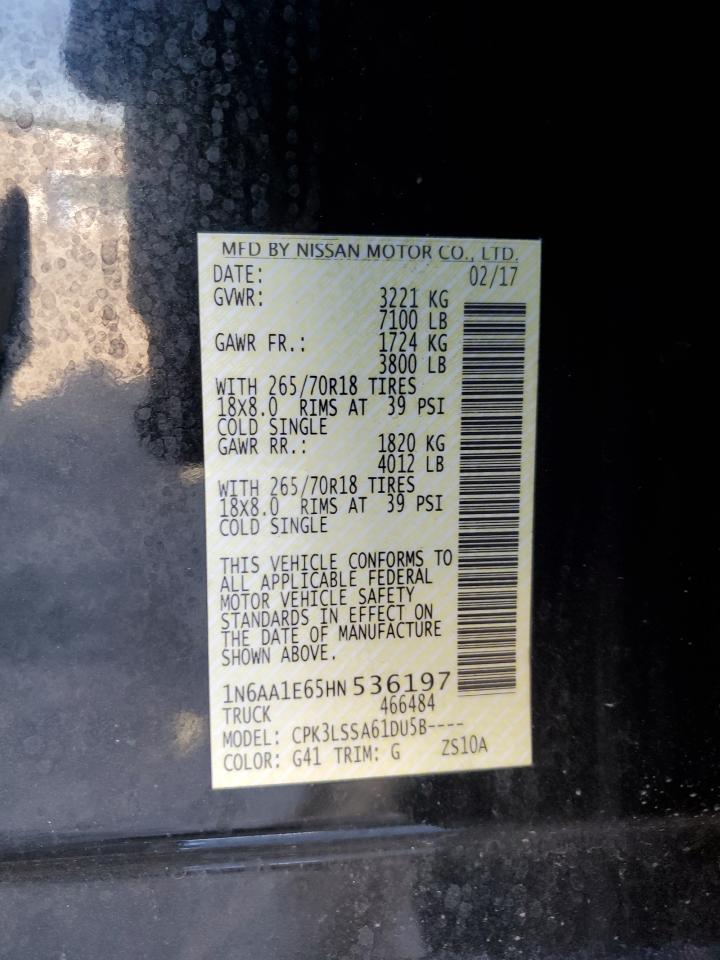 MFD BY NISSAN MOTOR CO., LTD.
DATE: 02/17
GVWR: 3221 KG
7100 LB
GAWR FR.: 1724 KG
3800 LB
WITH 265/70R18 TIRES
18X8.0 RIMS AT 39 PSI
COLD SINGLE
GAWR RR.: 1820 KG
4012 LB
WITH 265/70R18 TIRES
18X8.0 RIMS AT 39 PSI
COLD SINGLE
THIS VEHICLE CONFORMS TO
ALL APPLICABLE FEDERAL
MOTOR VEHICLE SAFETY
STANDARDS IN EFFECT ON
THE DATE OF MANUFACTURE
SHOWN ABOVE.
1N6AA1E65HN 536197
TRUCK 466484
MODEL: CPK3LSSA61DU5B----
COLOR: G41 TRIM: G ZS10A